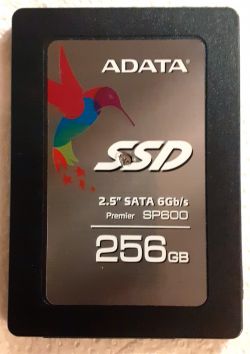 ADATA
SSD
2.5" SATA 6Gb/s
Premier SP600
256GB